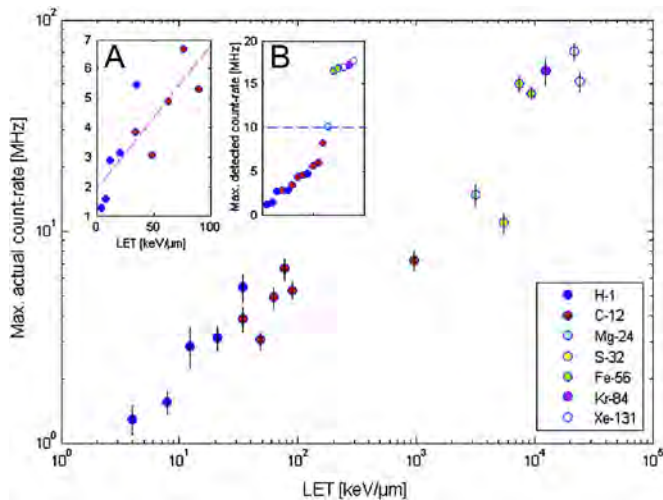 A
B
7
6
5
4
3
2
1
0
50
100
LET [keV/μm]
20
15
10
5
0
Max. detected count-rate [MHz]
10²
10¹
10⁰
Max. actual count-rate [MHz]
H-1
C-12
Mg-24
S-32
Fe-56
Kr-84
Xe-131
10⁰
10¹
10²
10³
10⁴
10⁵
LET [keV/μm]